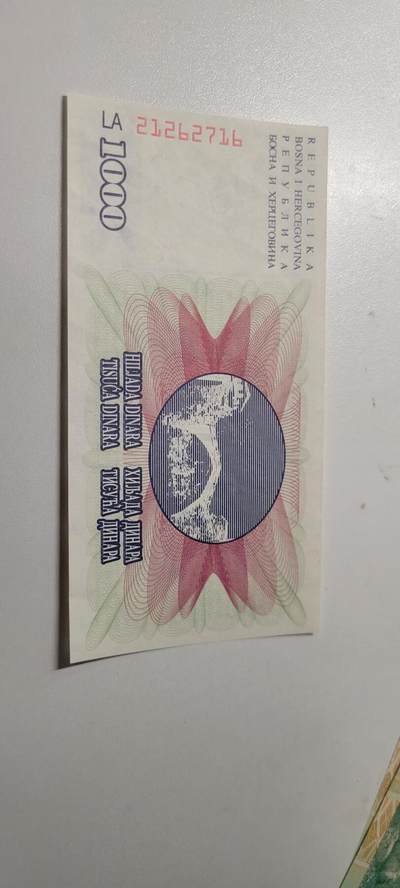 REPUBLIKA
BOSNA I HERCEGOVINA
РЕПУБЛИКА
БОСНА И ХЕРЦЕГОВИНА
LA 21262716
1000
HILJADA DINARA ХИЉАДА ДИНАРА
TISUĆA DINARA ТИСУЋА ДИНАРА